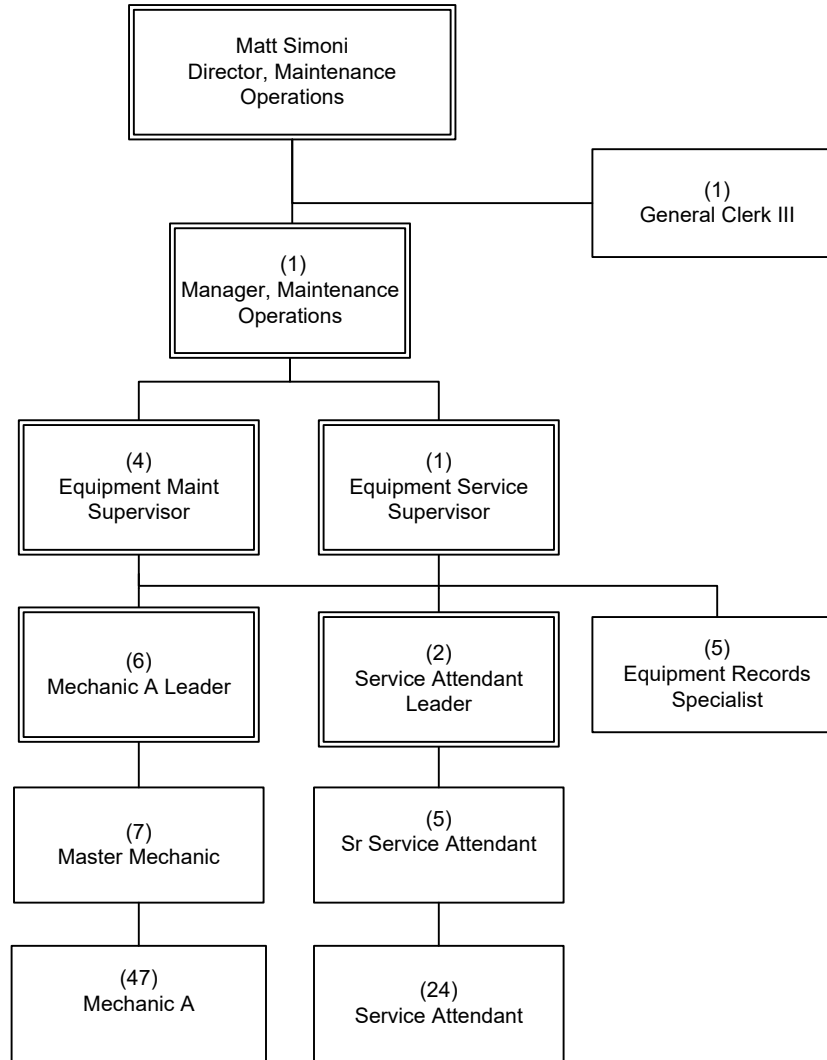 Matt Simoni
Director, Maintenance
Operations
(1)
General Clerk III
(1)
Manager, Maintenance
Operations
(4)
Equipment Maint
Supervisor
(1)
Equipment Service
Supervisor
(6)
Mechanic A Leader
(2)
Service Attendant
Leader
(5)
Equipment Records
Specialist
(7)
Master Mechanic
(5)
Sr Service Attendant
(47)
Mechanic A
(24)
Service Attendant